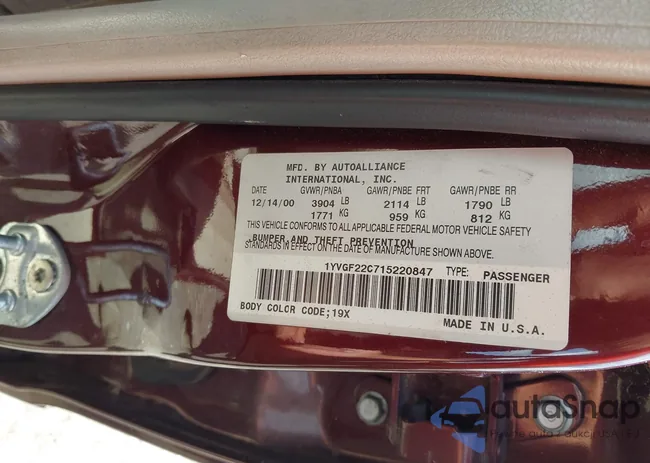 MFD. BY AUTOALLIANCE
INTERNATIONAL, INC.
DATE GVWR/PNBA GAWR/PNBE FRT GAWR/PNBE RR
12/14/00 3904 LB 2114 LB 1790 LB
1771 KG 959 KG 812 KG
THIS VEHICLE CONFORMS TO ALL APPLICABLE FEDERAL MOTOR VEHICLE SAFETY
BUMPER AND THEFT PREVENTION
STANDARDS IN EFFECT ON THE DATE OF MANUFACTURE SHOWN ABOVE.
1YVGF22C715220847 TYPE: PASSENGER
BODY COLOR CODE;19X
MADE IN U.S.A.
autoSnap